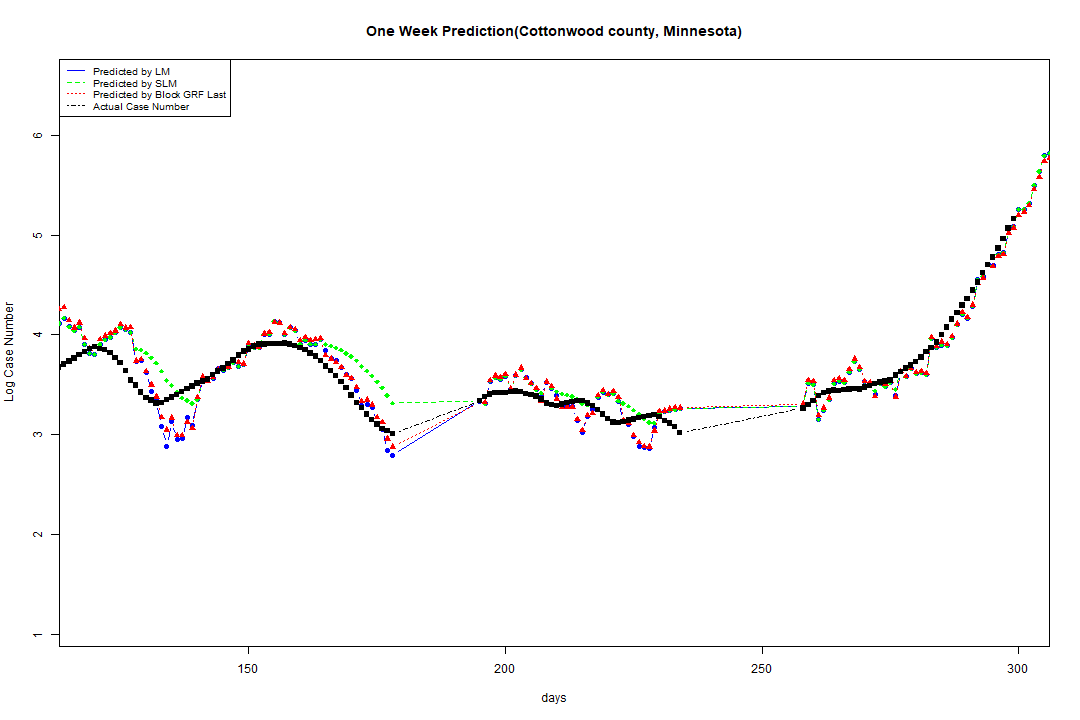 One Week Prediction(Cottonwood county, Minnesota)
Predicted by LM
Predicted by SLM
Predicted by Block GRF Last
Actual Case Number
Log Case Number
6
5
4
3
2
1
150 200 250 300
days